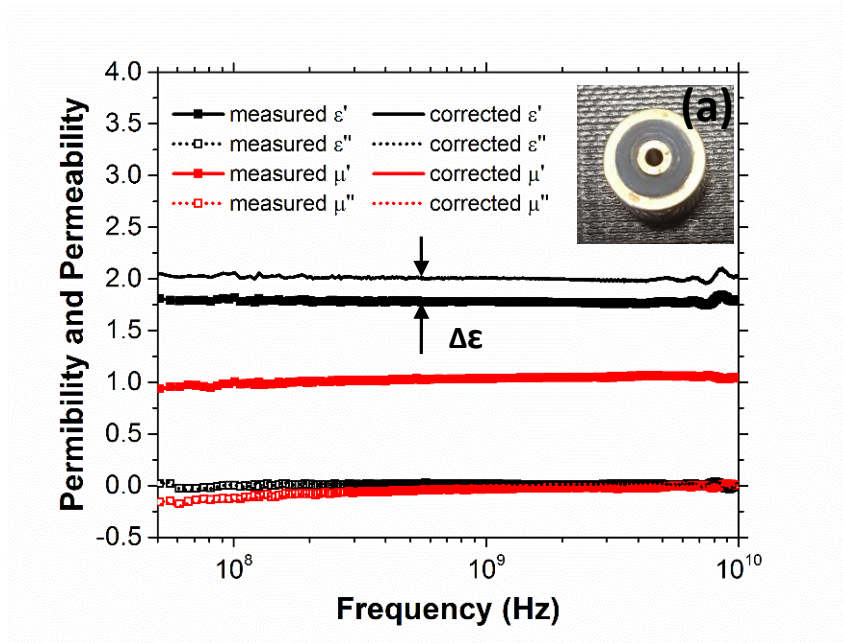 4.0
3.5
3.0
2.5
2.0
1.5
1.0
0.5
0.0
-0.5
Permibility and Permeability
measured ε' corrected ε'
measured ε" corrected ε"
measured μ' corrected μ'
measured μ" corrected μ"
(a)
Δε
10⁸ 10⁹ 10¹⁰
Frequency (Hz)